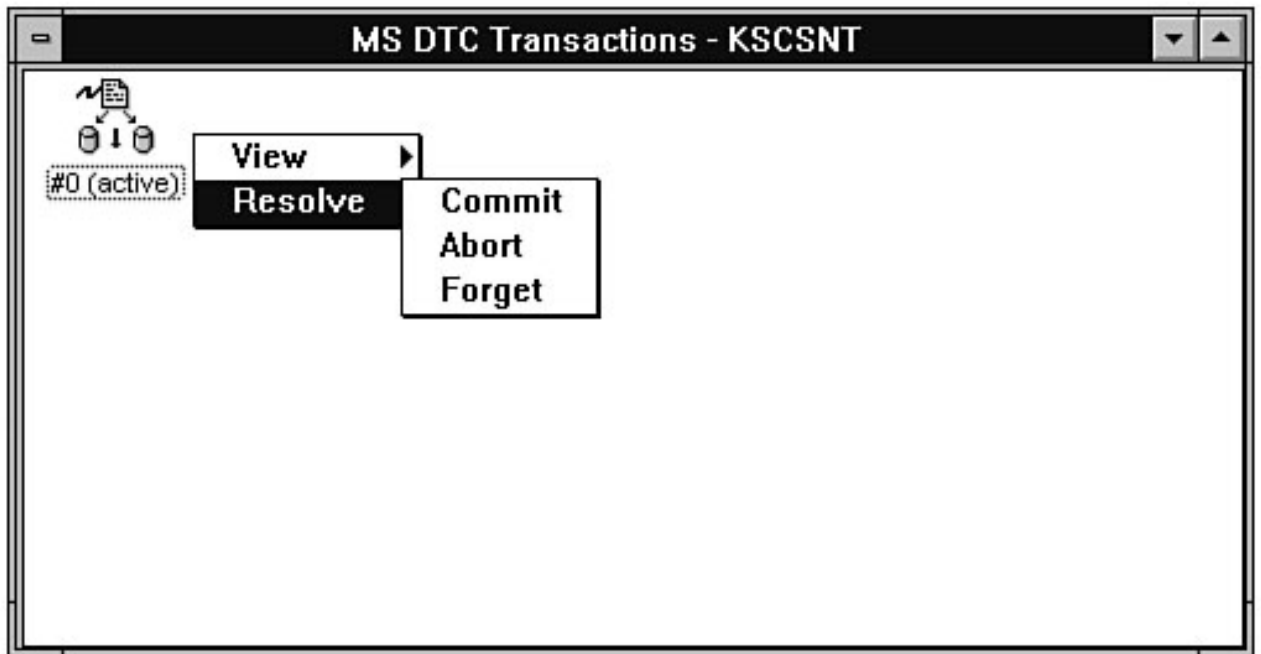 MS DTC Transactions - KSCSNT
#0 (active)
View
Resolve
Commit
Abort
Forget